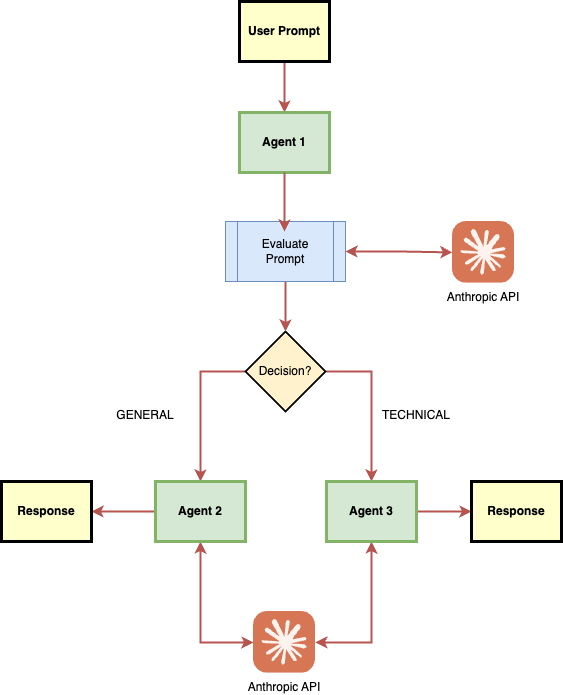 User Prompt
Agent 1
Evaluate
Prompt
Anthropic API
Decision?
GENERAL
TECHNICAL
Response
Agent 2
Agent 3
Response
Anthropic API